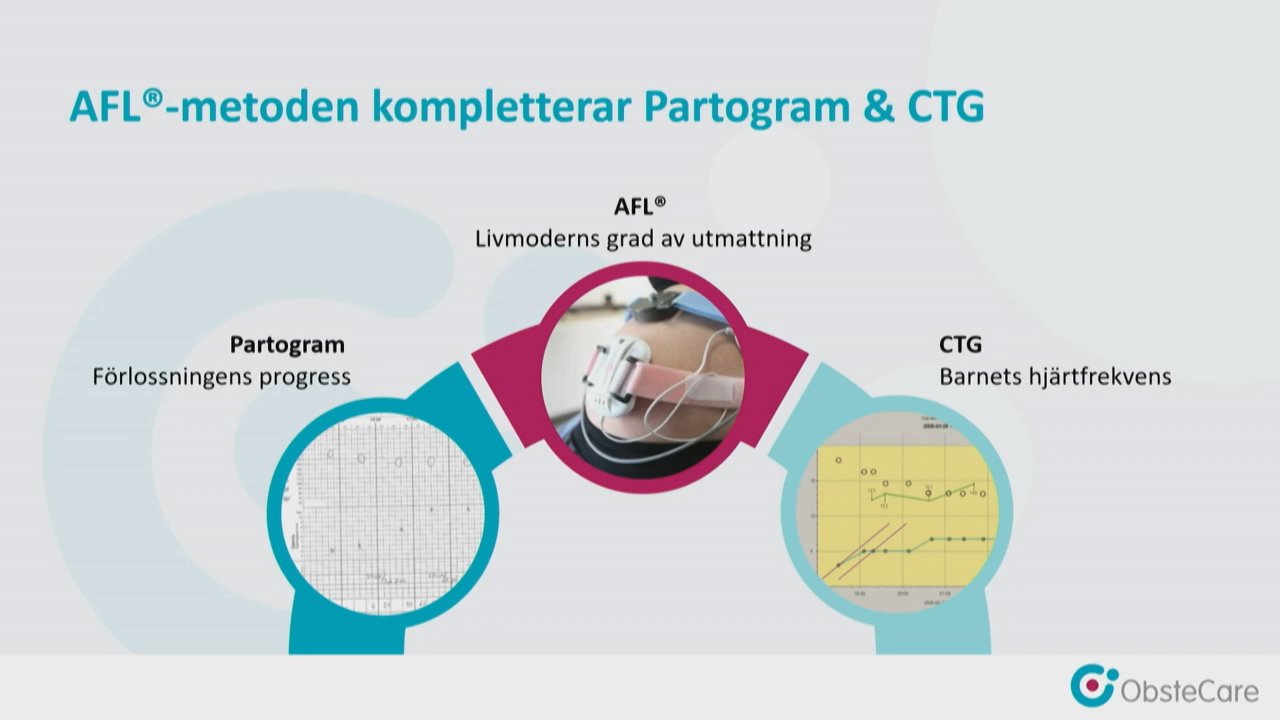 AFL®-metoden kompletterar Partogram & CTG
AFL®
Livmoderns grad av utmattning
Partogram
Förlossningens progress
CTG
Barnets hjärtfrekvens
ObsteCare